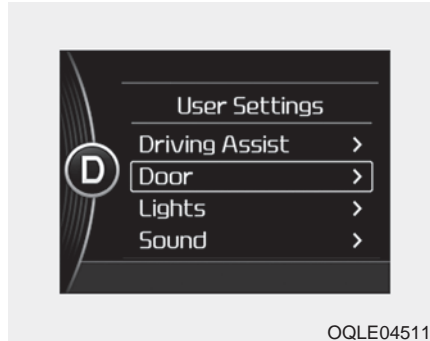 User Settings
Driving Assist >
D
Door >
Lights >
Sound >
OQLE04511